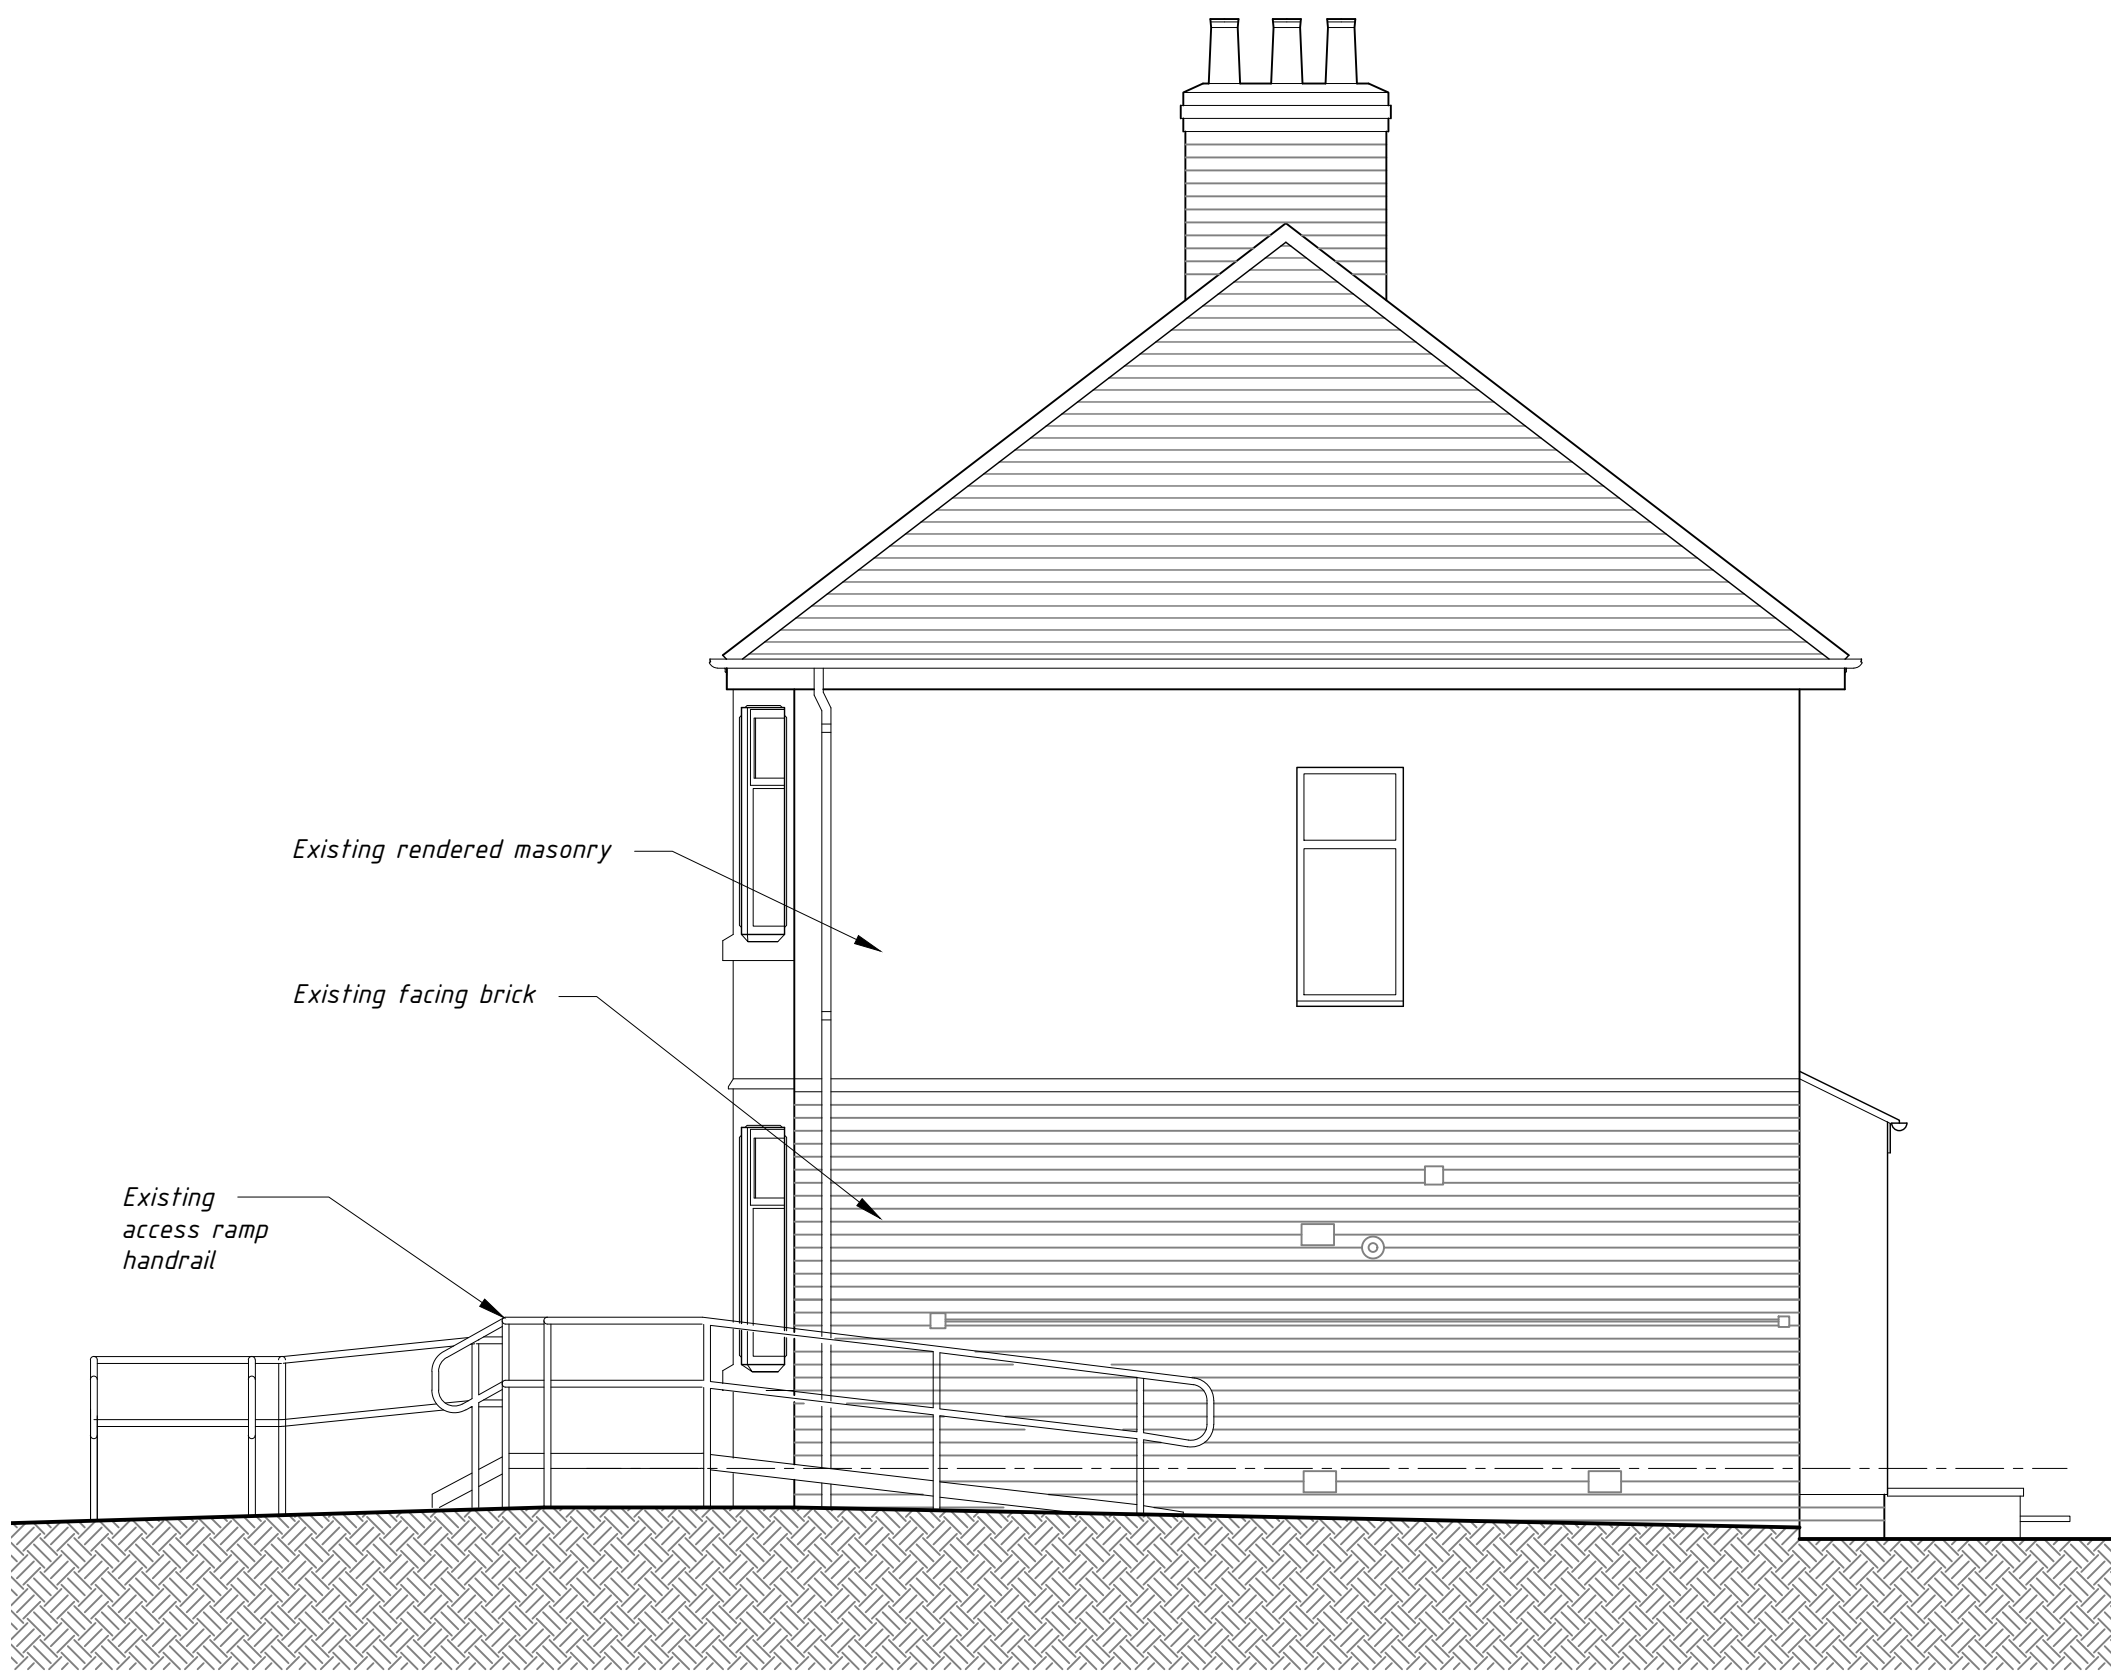 Existing rendered masonry
Existing facing brick
Existing
access ramp
handrail